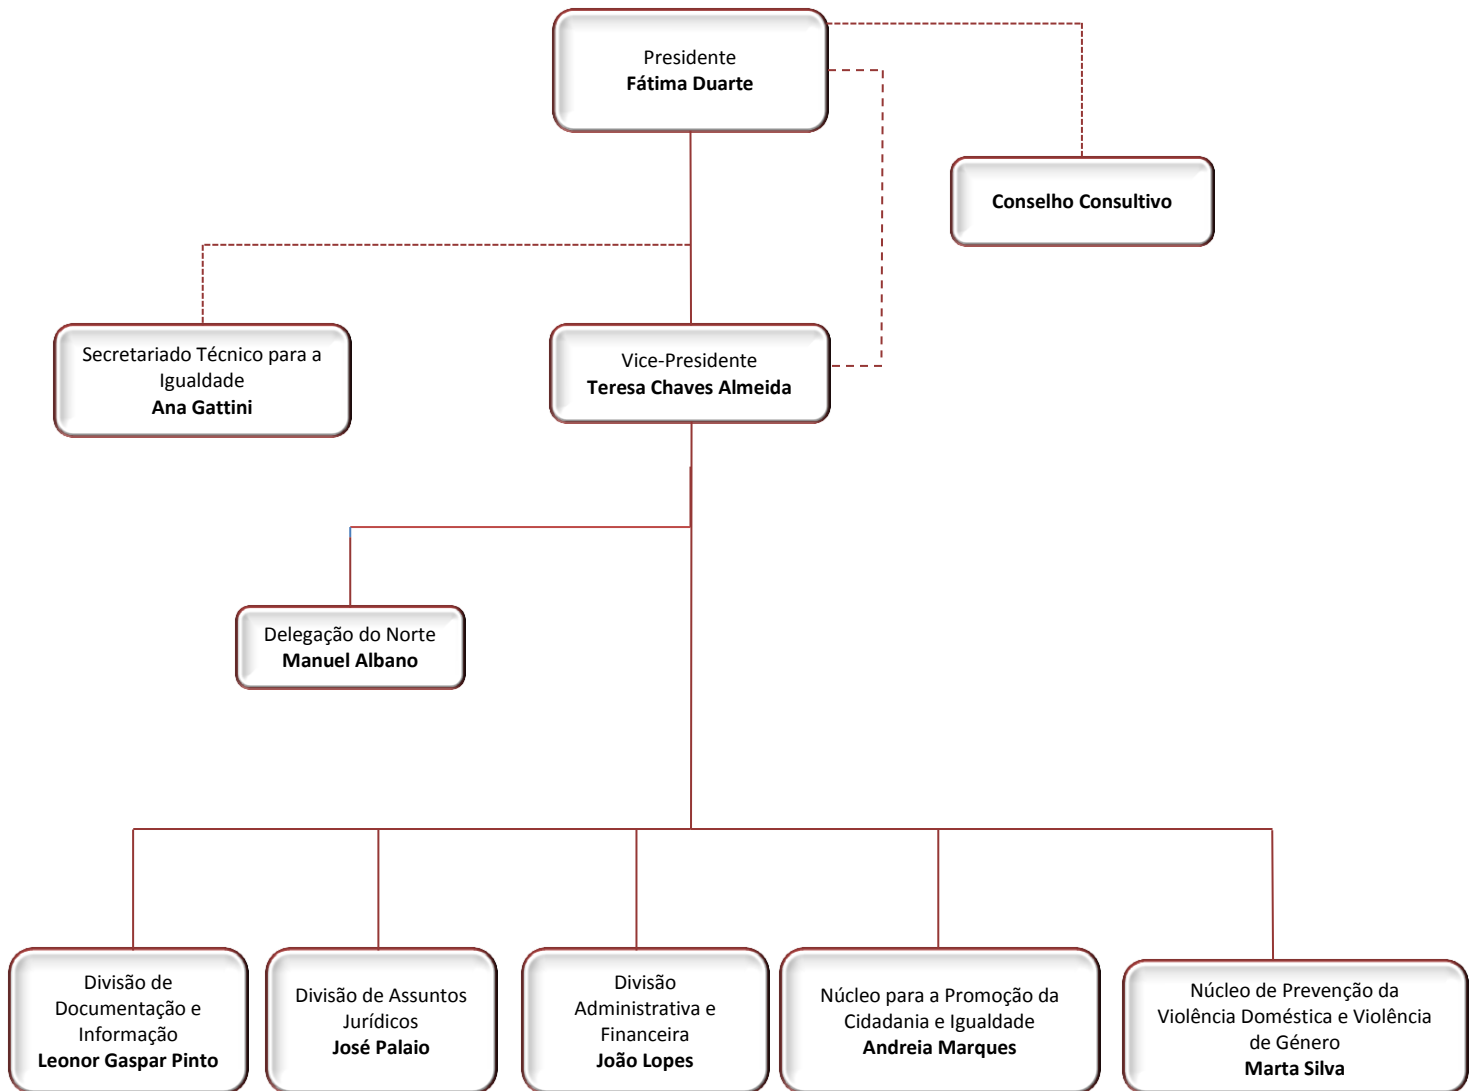 Presidente
Fátima Duarte
Conselho Consultivo
Secretariado Técnico para a
Igualdade
Ana Gattini
Vice-Presidente
Teresa Chaves Almeida
Delegação do Norte
Manuel Albano
Divisão de
Documentação e
Informação
Leonor Gaspar Pinto
Divisão de Assuntos
Jurídicos
José Palaio
Divisão
Administrativa e
Financeira
João Lopes
Núcleo para a Promoção da
Cidadania e Igualdade
Andreia Marques
Núcleo de Prevenção da
Violência Doméstica e Violência
de Género
Marta Silva